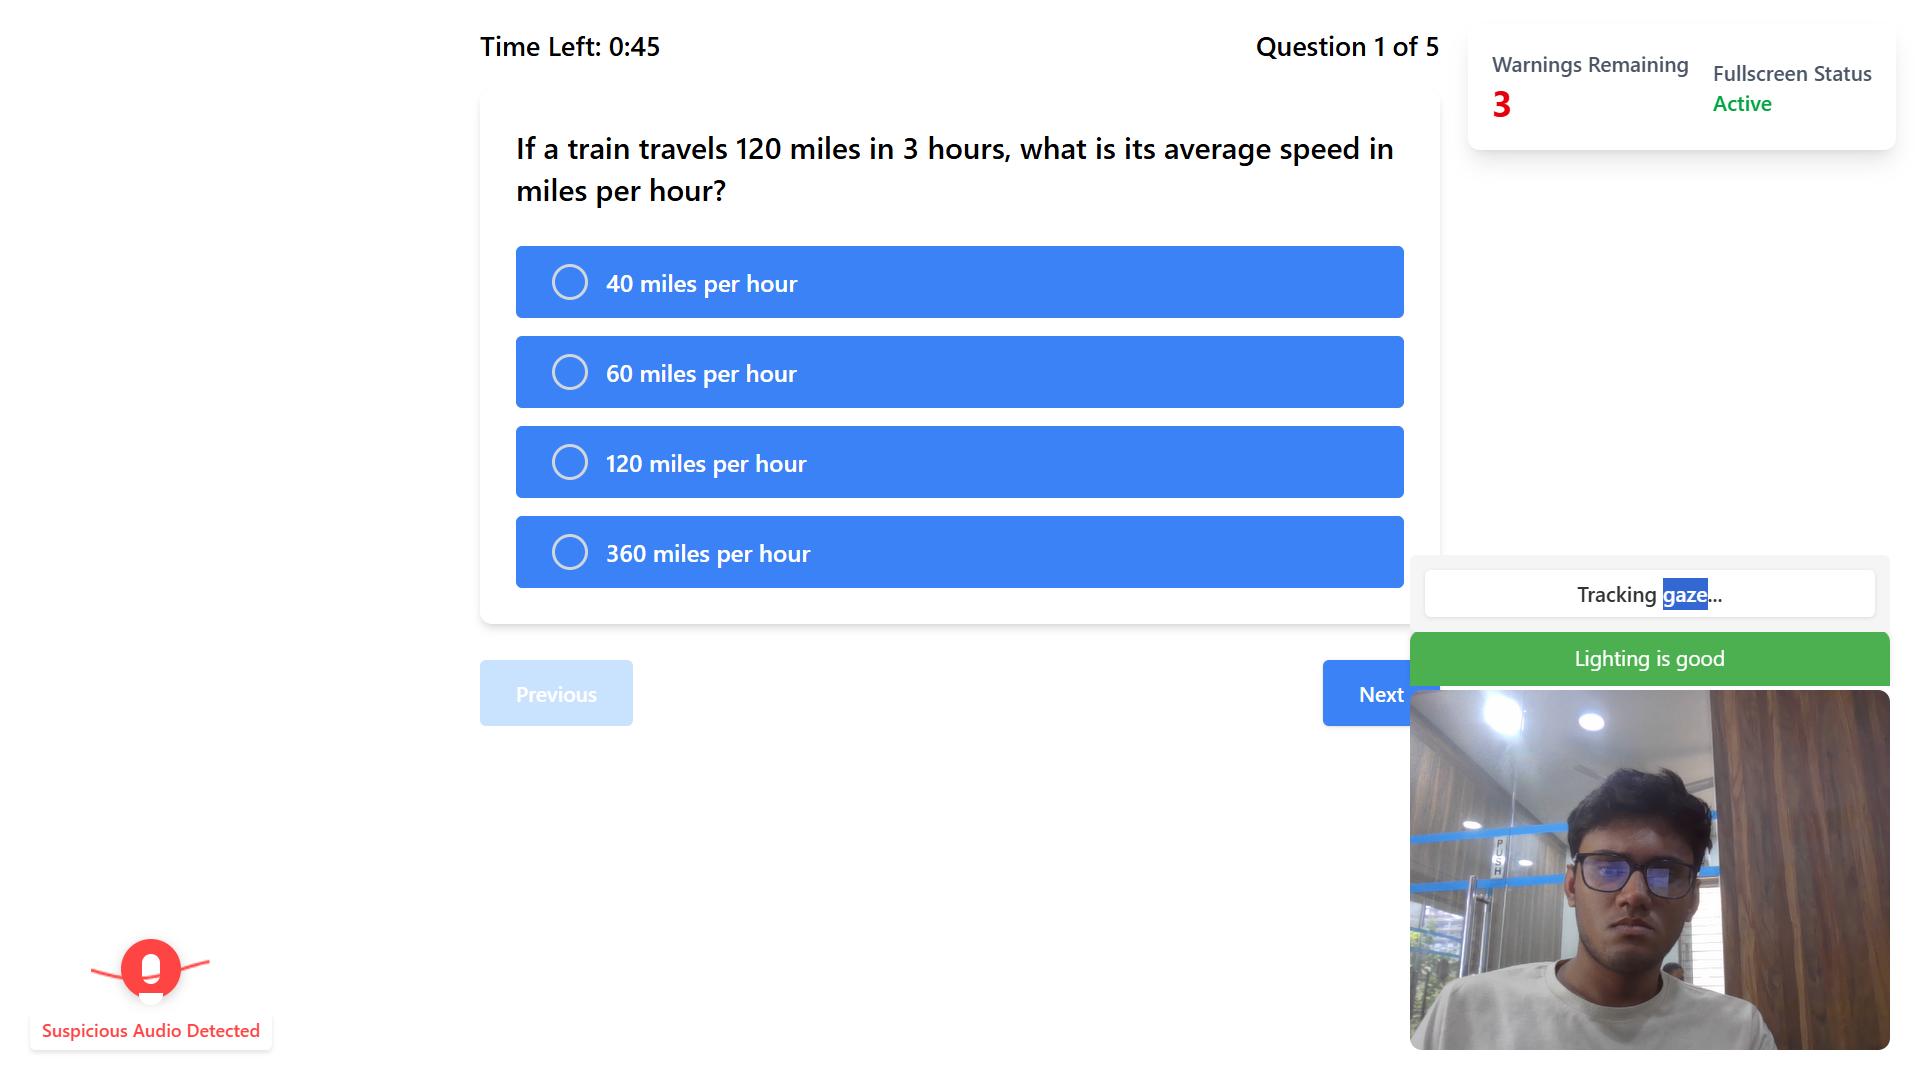 Time Left: 0:45
Question 1 of 5
Warnings Remaining
3
Fullscreen Status
Active
If a train travels 120 miles in 3 hours, what is its average speed in
miles per hour?
40 miles per hour
60 miles per hour
120 miles per hour
360 miles per hour
Previous
Next
Tracking gaze...
Lighting is good
PUSH
Suspicious Audio Detected